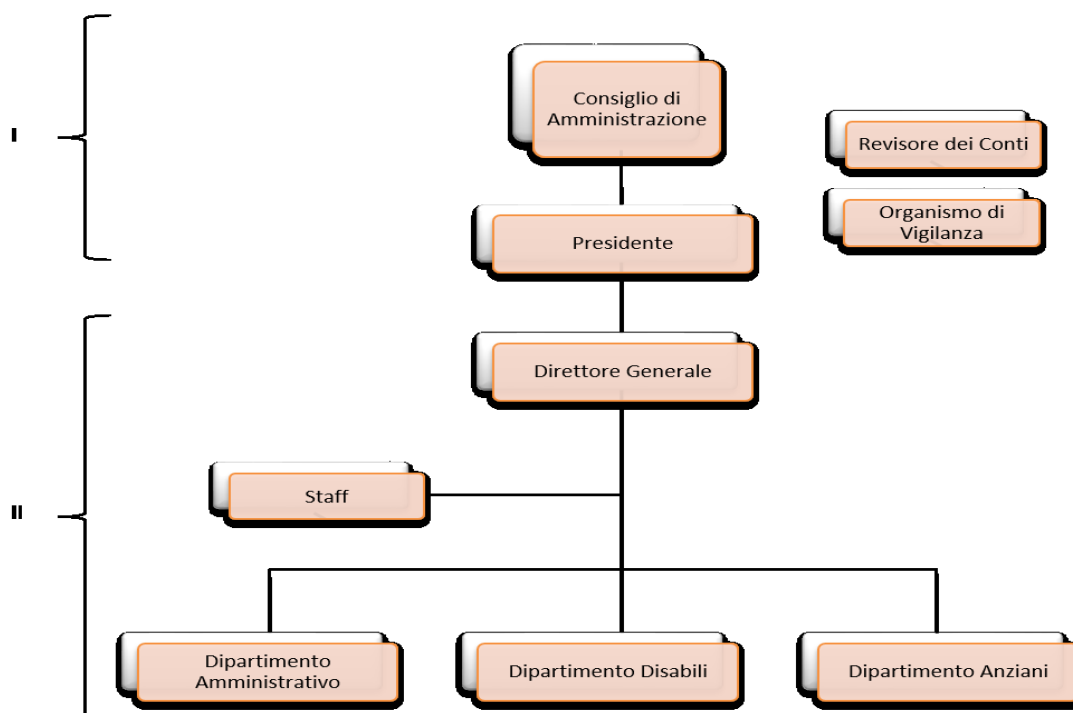 I
Consiglio di
Amministrazione
Revisore dei Conti
Organismo di
Vigilanza
Presidente
II
Direttore Generale
Staff
Dipartimento
Amministrativo
Dipartimento Disabili
Dipartimento Anziani